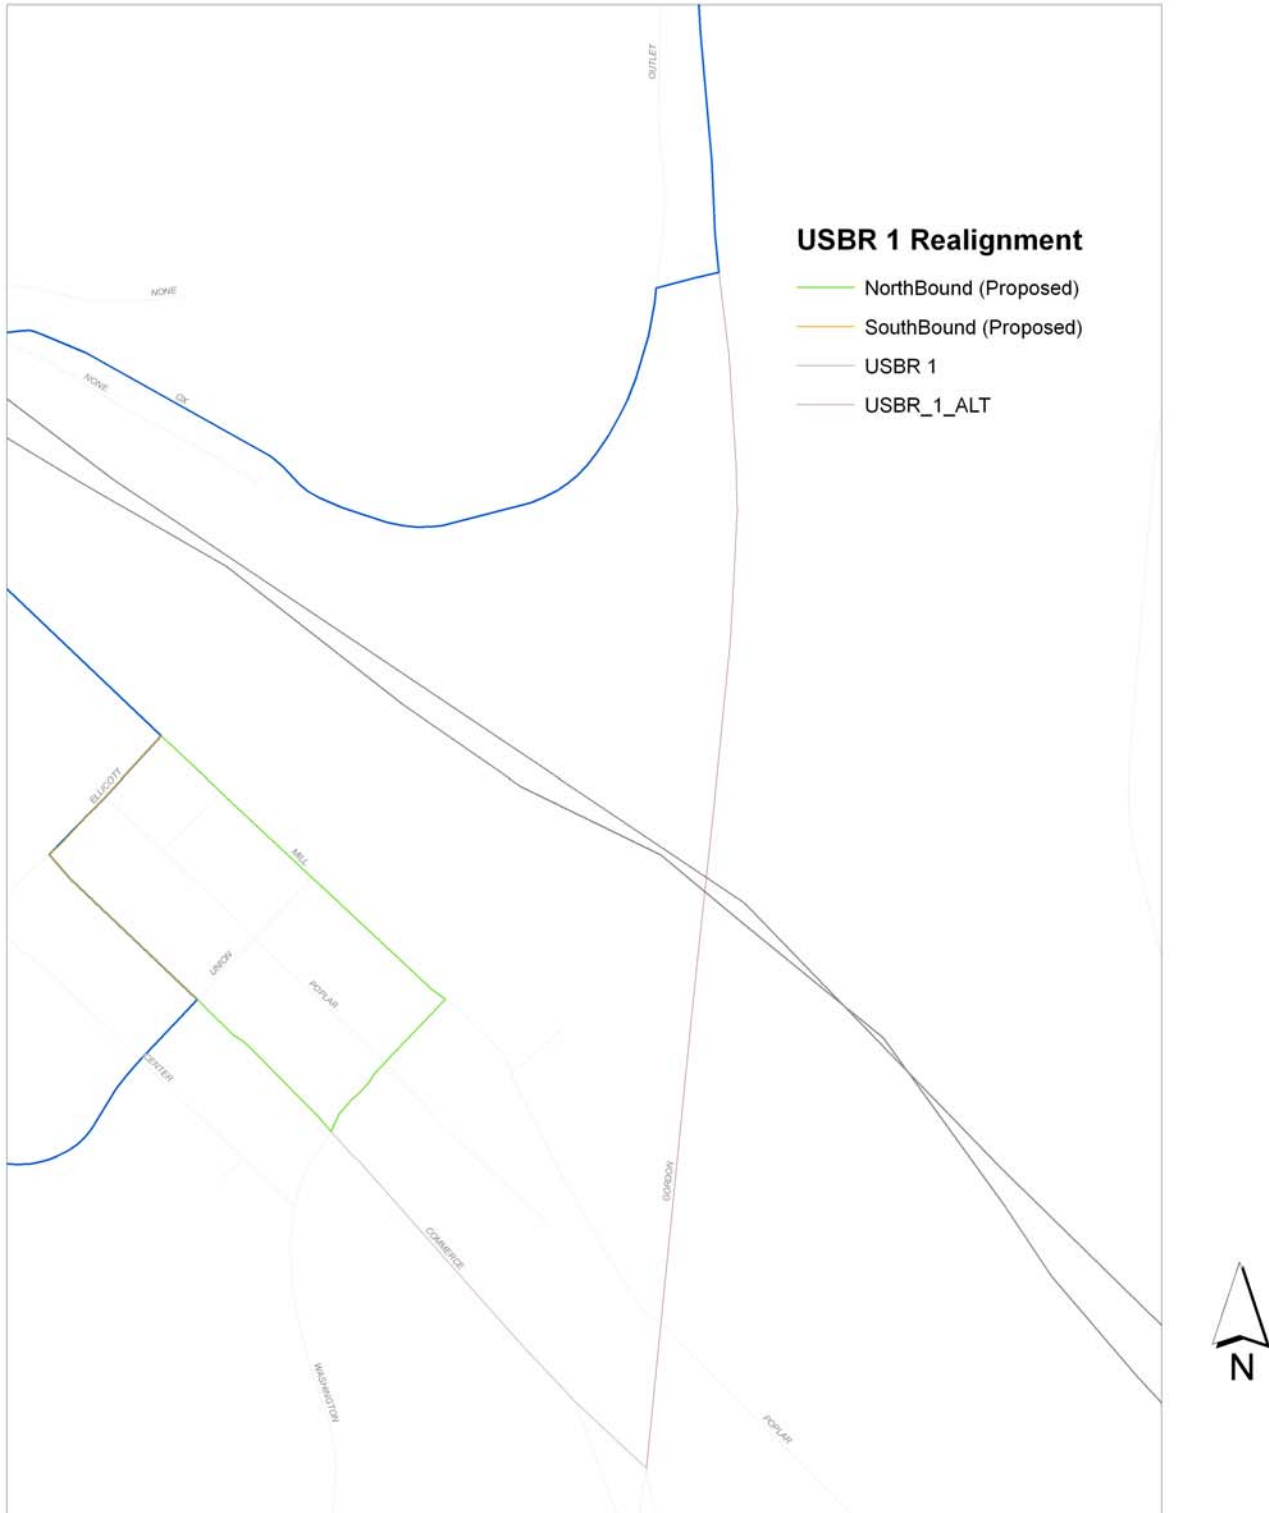 OUTLET
USBR 1 Realignment
NorthBound (Proposed)
SouthBound (Proposed)
USBR 1
USBR_1_ALT
NONE
NONE
OX
ELLICOTT
MILL
UNION
POPLAR
CENTER
GORDON
COMMERCE
WASHINGTON
POPLAR
N